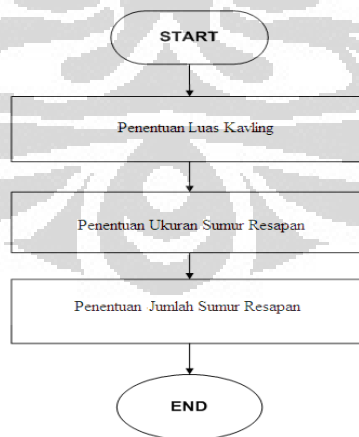 START
Penentuan Luas Kavling
Penentuan Ukuran Sumur Resapan
Penentuan Jumlah Sumur Resapan
END